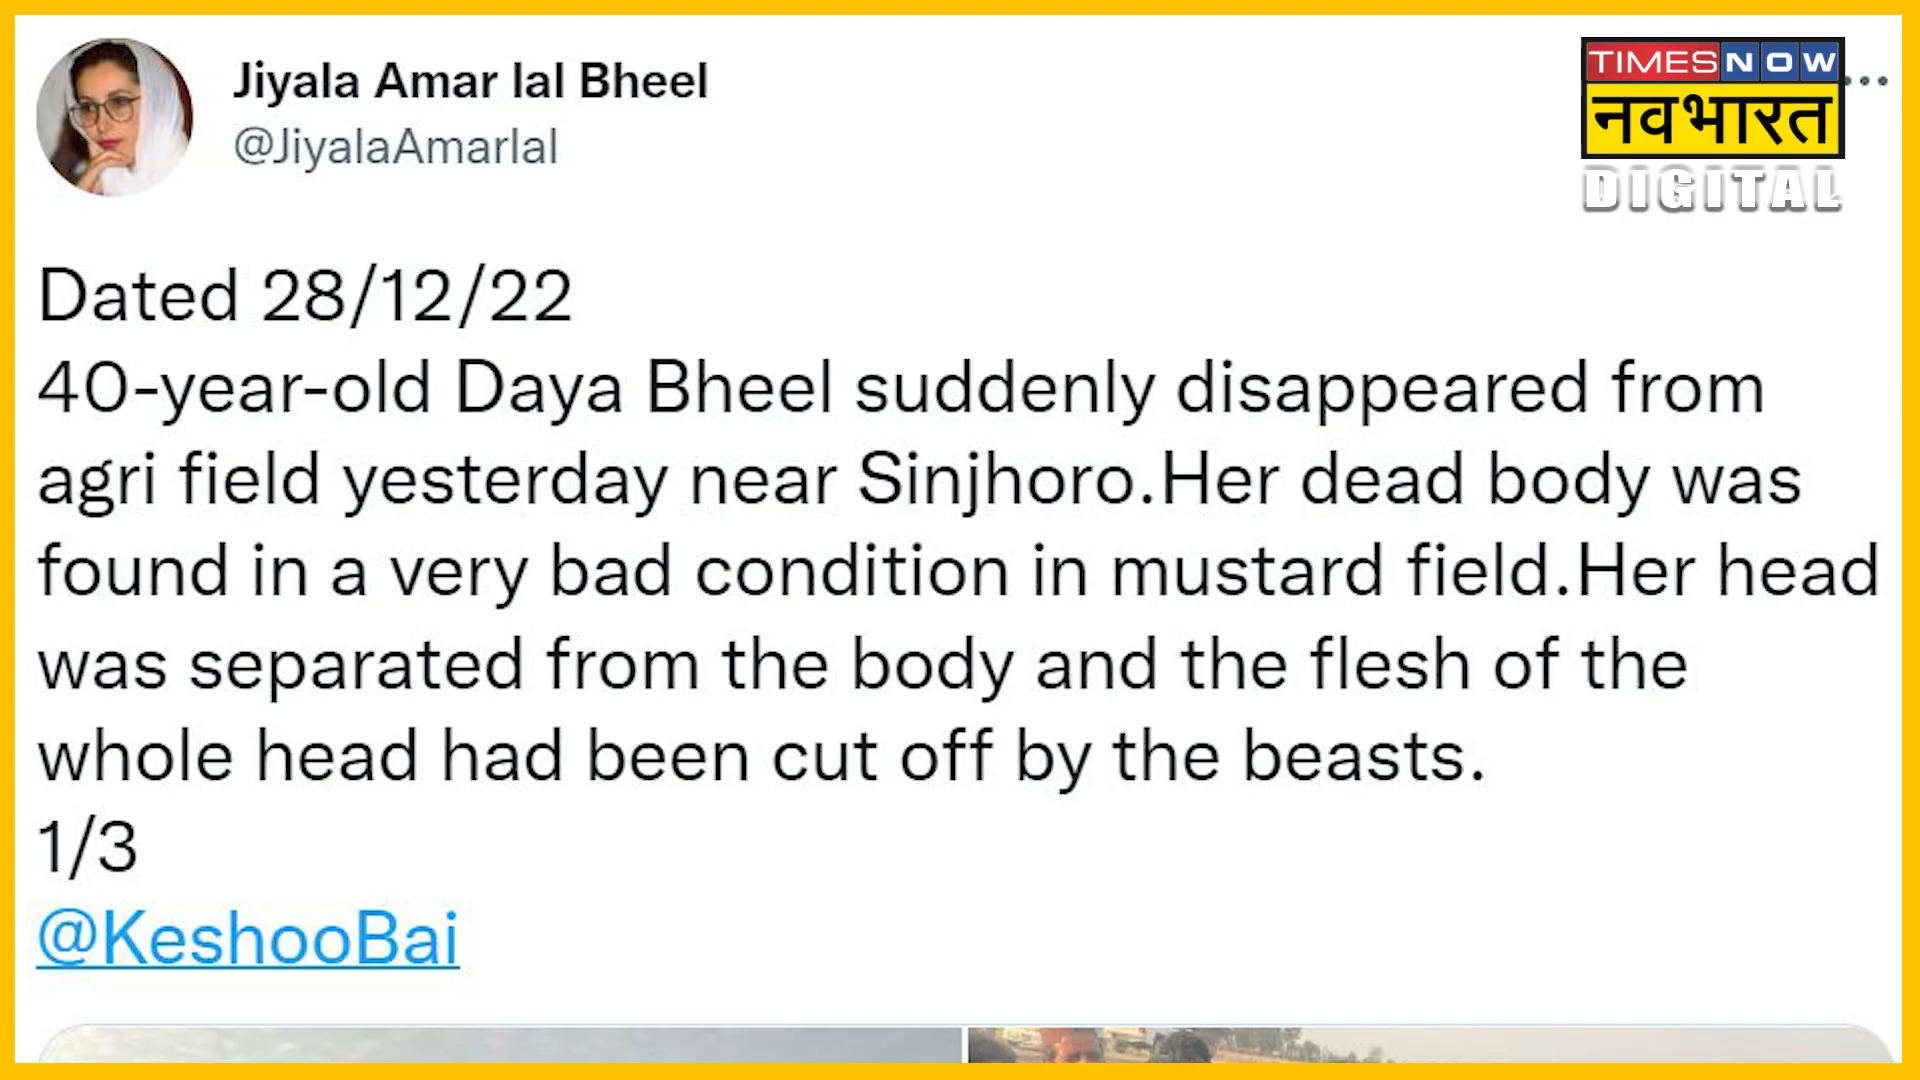 Jiyala Amar lal Bheel
@JiyalaAmarlal
TIMES NOW
नवभारत
DIGITAL
Dated 28/12/22
40-year-old Daya Bheel suddenly disappeared from
agri field yesterday near Sinjhoro.Her dead body was
found in a very bad condition in mustard field.Her head
was separated from the body and the flesh of the
whole head had been cut off by the beasts.
1/3
@KeshooBai